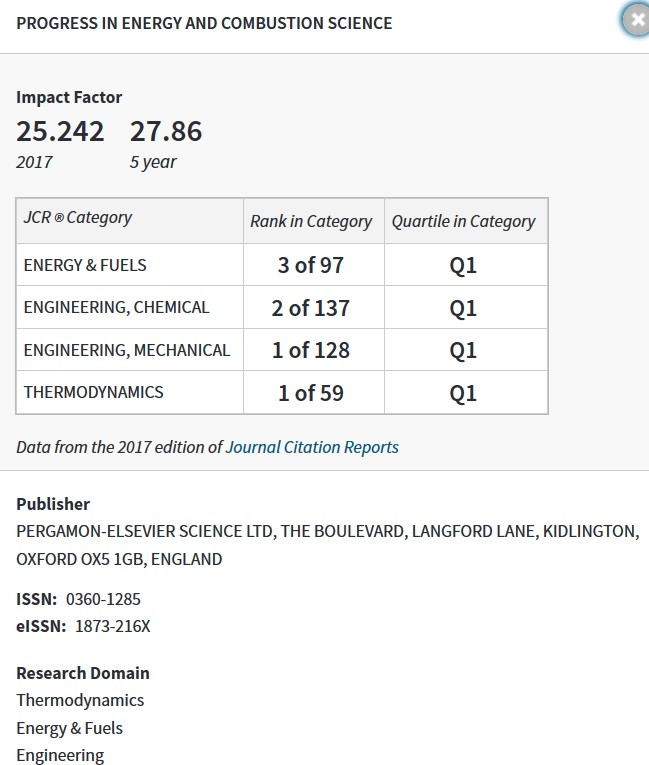 PROGRESS IN ENERGY AND COMBUSTION SCIENCE
Impact Factor
25.242 27.86
2017 5 year
JCR ® Category Rank in Category Quartile in Category
ENERGY & FUELS 3 of 97 Q1
ENGINEERING, CHEMICAL 2 of 137 Q1
ENGINEERING, MECHANICAL 1 of 128 Q1
THERMODYNAMICS 1 of 59 Q1
Data from the 2017 edition of Journal Citation Reports
Publisher
PERGAMON-ELSEVIER SCIENCE LTD, THE BOULEVARD, LANGFORD LANE, KIDLINGTON,
OXFORD OX5 1GB, ENGLAND
ISSN: 0360-1285
eISSN: 1873-216X
Research Domain
Thermodynamics
Energy & Fuels
Engineering